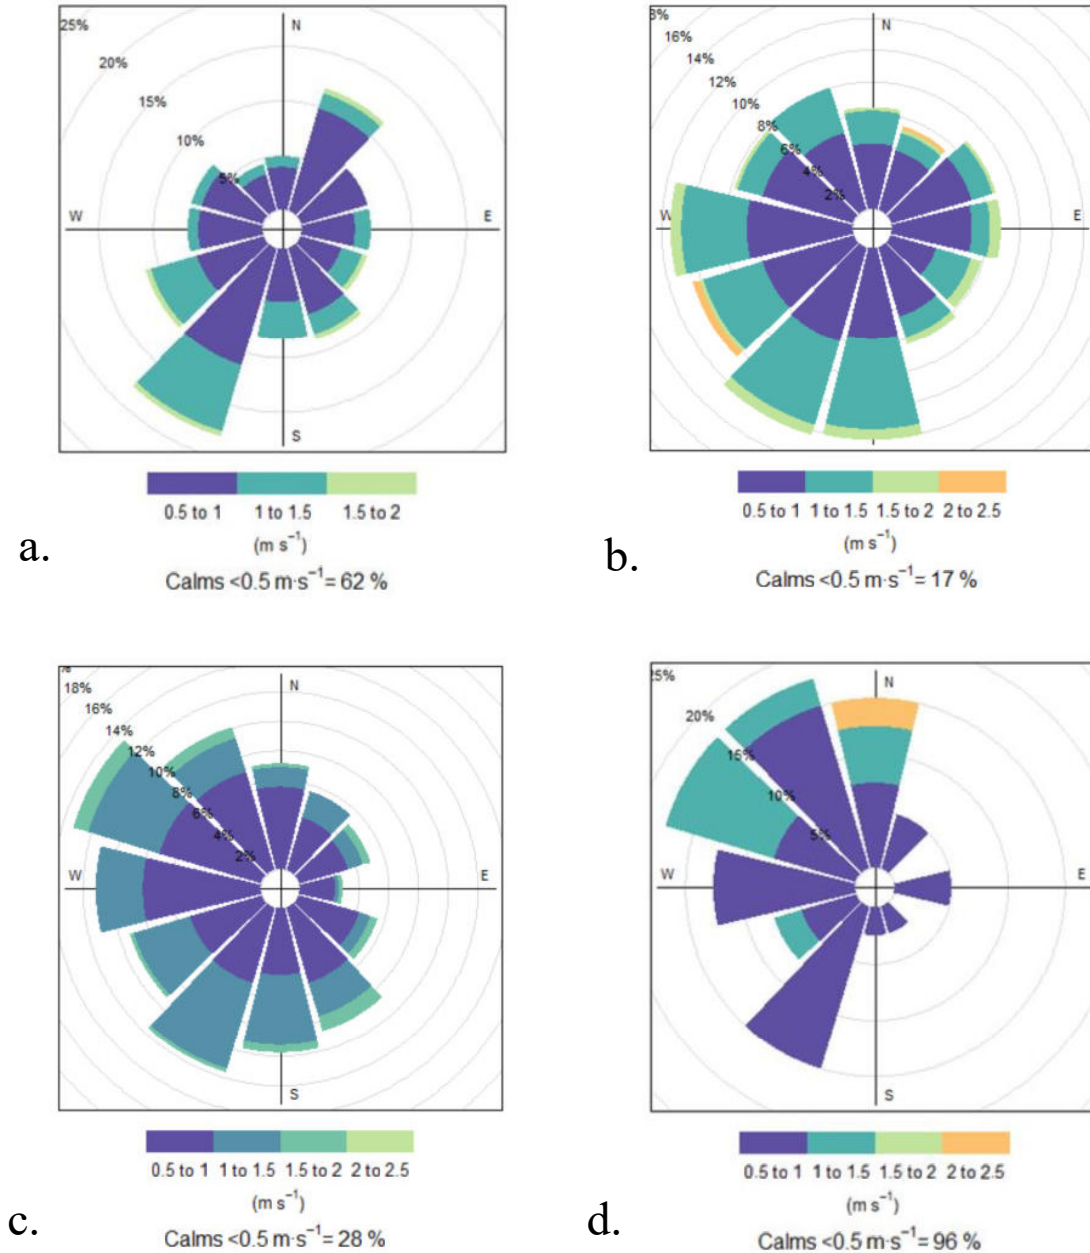 25%
N
20%
15%
10%
5%
W
E
S
0.5 to 1 1 to 1.5 1.5 to 2
(m s⁻¹)
a.
Calms <0.5 m·s⁻¹= 62 %
8%
N
16%
14%
12%
10%
8%
6%
4%
2%
W
E
S
0.5 to 1 1 to 1.5 1.5 to 2 2 to 2.5
(m s⁻¹)
b.
Calms <0.5 m·s⁻¹= 17 %
%
18%
N
16%
14%
12%
10%
8%
6%
4%
2%
W
E
S
0.5 to 1 1 to 1.5 1.5 to 2 2 to 2.5
(m s⁻¹)
c.
Calms <0.5 m·s⁻¹= 28 %
5%
N
20%
15%
10%
5%
W
E
S
0.5 to 1 1 to 1.5 1.5 to 2 2 to 2.5
(m s⁻¹)
d.
Calms <0.5 m·s⁻¹= 96 %